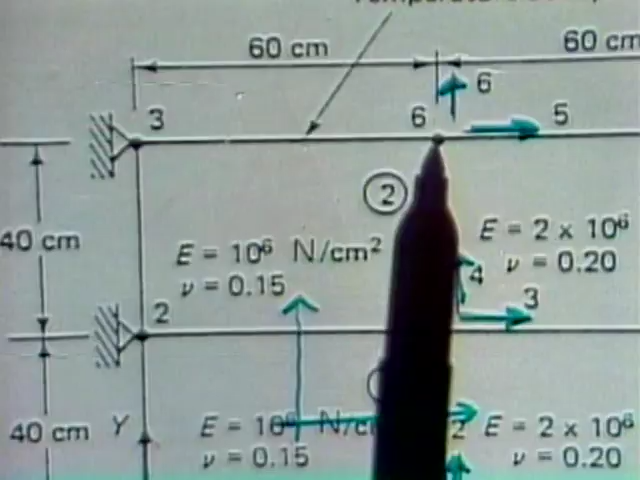 60 cm
60 cm
6
3
6
5
2
40 cm
E = 10⁶ N/cm²
ν = 0.15
E = 2 x 10⁶
ν = 0.20
4
3
2
40 cm
Y
E =
ν = 0.15
2
E = 2 x 10⁶
ν = 0.20